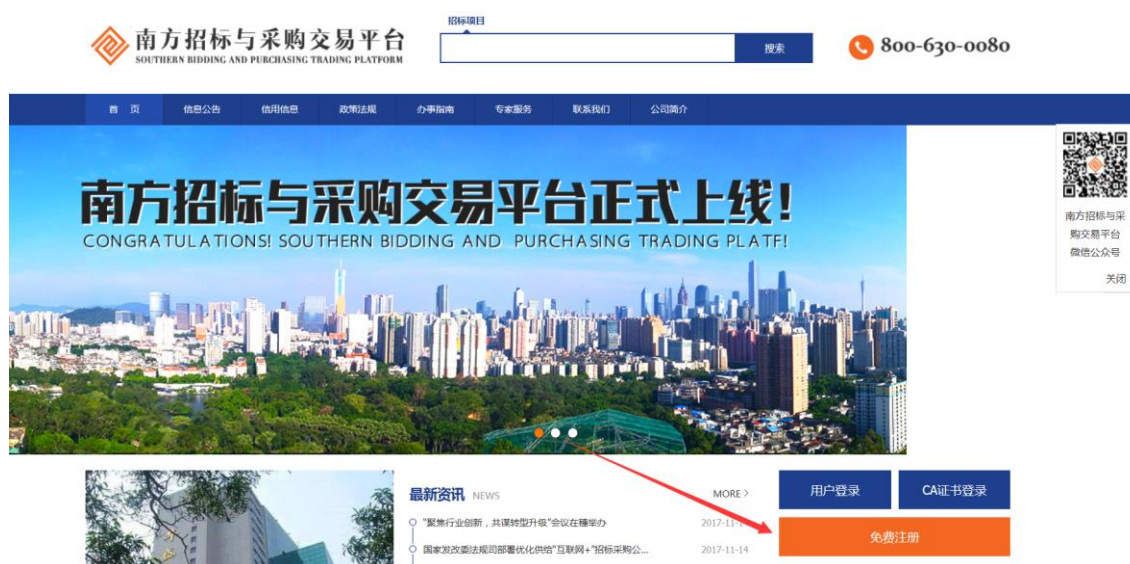 招标项目
南方招标与采购交易平台
SOUTHERN BIDDING AND PURCHASING TRADING PLATFORM
搜索
800-630-0080
首 页 信息公告 信用信息 政策法规 办事指南 专家服务 联系我们 公司简介
南方招标与采购交易平台正式上线!
CONGRATULATIONS! SOUTHERN BIDDING AND PURCHASING TRADING PLATF!
南方招标与采
购交易平台
微信公众号
关闭
最新资讯 NEWS MORE >
"聚焦行业创新,共谋转型升级"会议在穗举办
国家发改委法规司部署优化供给"互联网+"招标采购公... 2017-11-14
用户登录 CA证书登录
免费注册